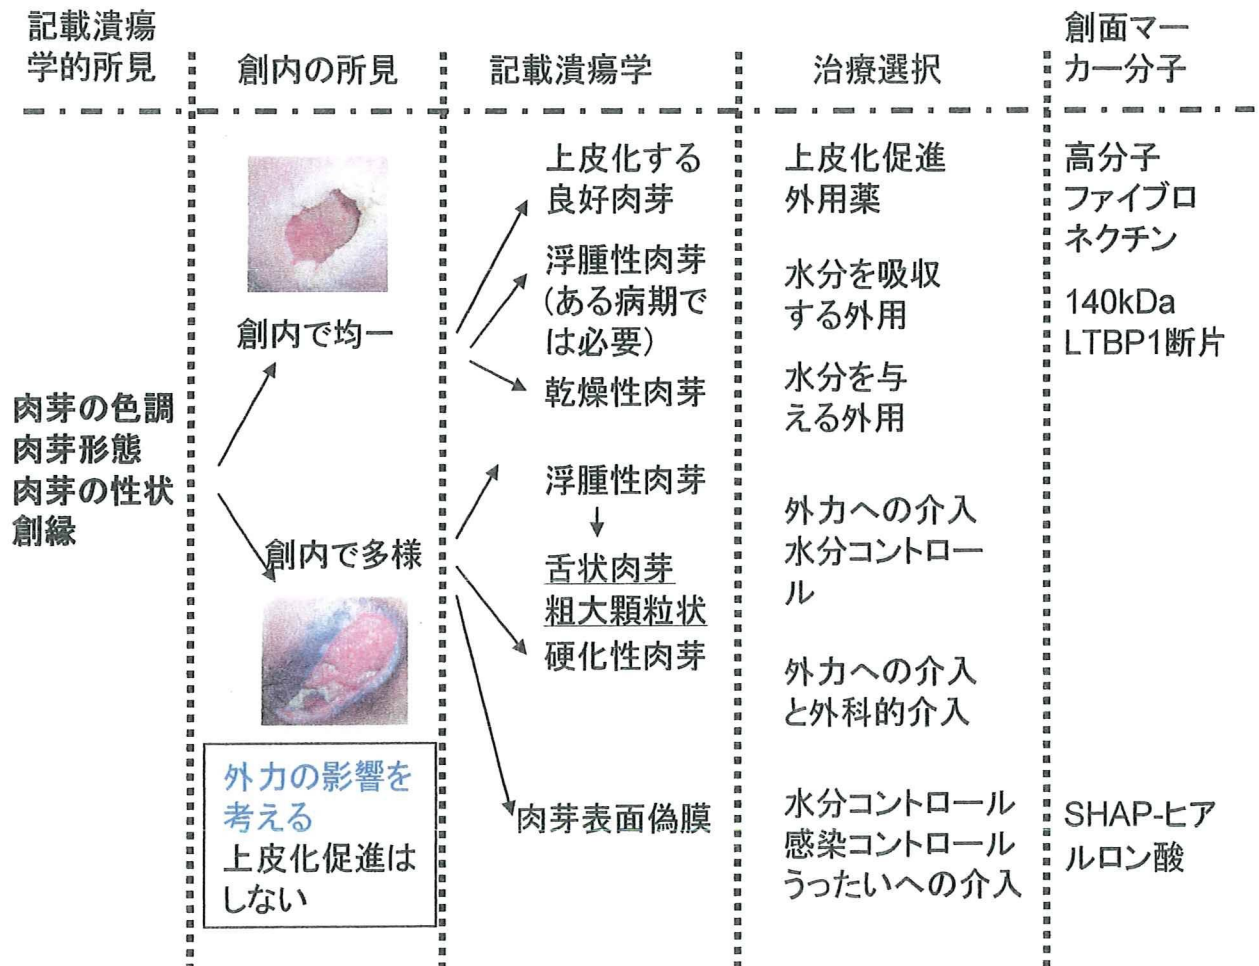 記載潰瘍
学的所見
創内の所見
記載潰瘍学
治療選択
創面マー
カー分子
肉芽の色調
肉芽形態
肉芽の性状
創縁
創内で均一
創内で多様
外力の影響を
考える
上皮化促進は
しない
上皮化する
良好肉芽
浮腫性肉芽
(ある病期で
は必要)
乾燥性肉芽
浮腫性肉芽
舌状肉芽
粗大顆粒状
硬化性肉芽
肉芽表面偽膜
上皮化促進
外用薬
水分を吸収
する外用
水分を与
える外用
外力への介入
水分コントロー
ル
外力への介入
と外科的介入
水分コントロール
感染コントロール
うったいへの介入
高分子
ファイブロ
ネクチン
140kDa
LTBP1断片
SHAP-ヒア
ルロン酸